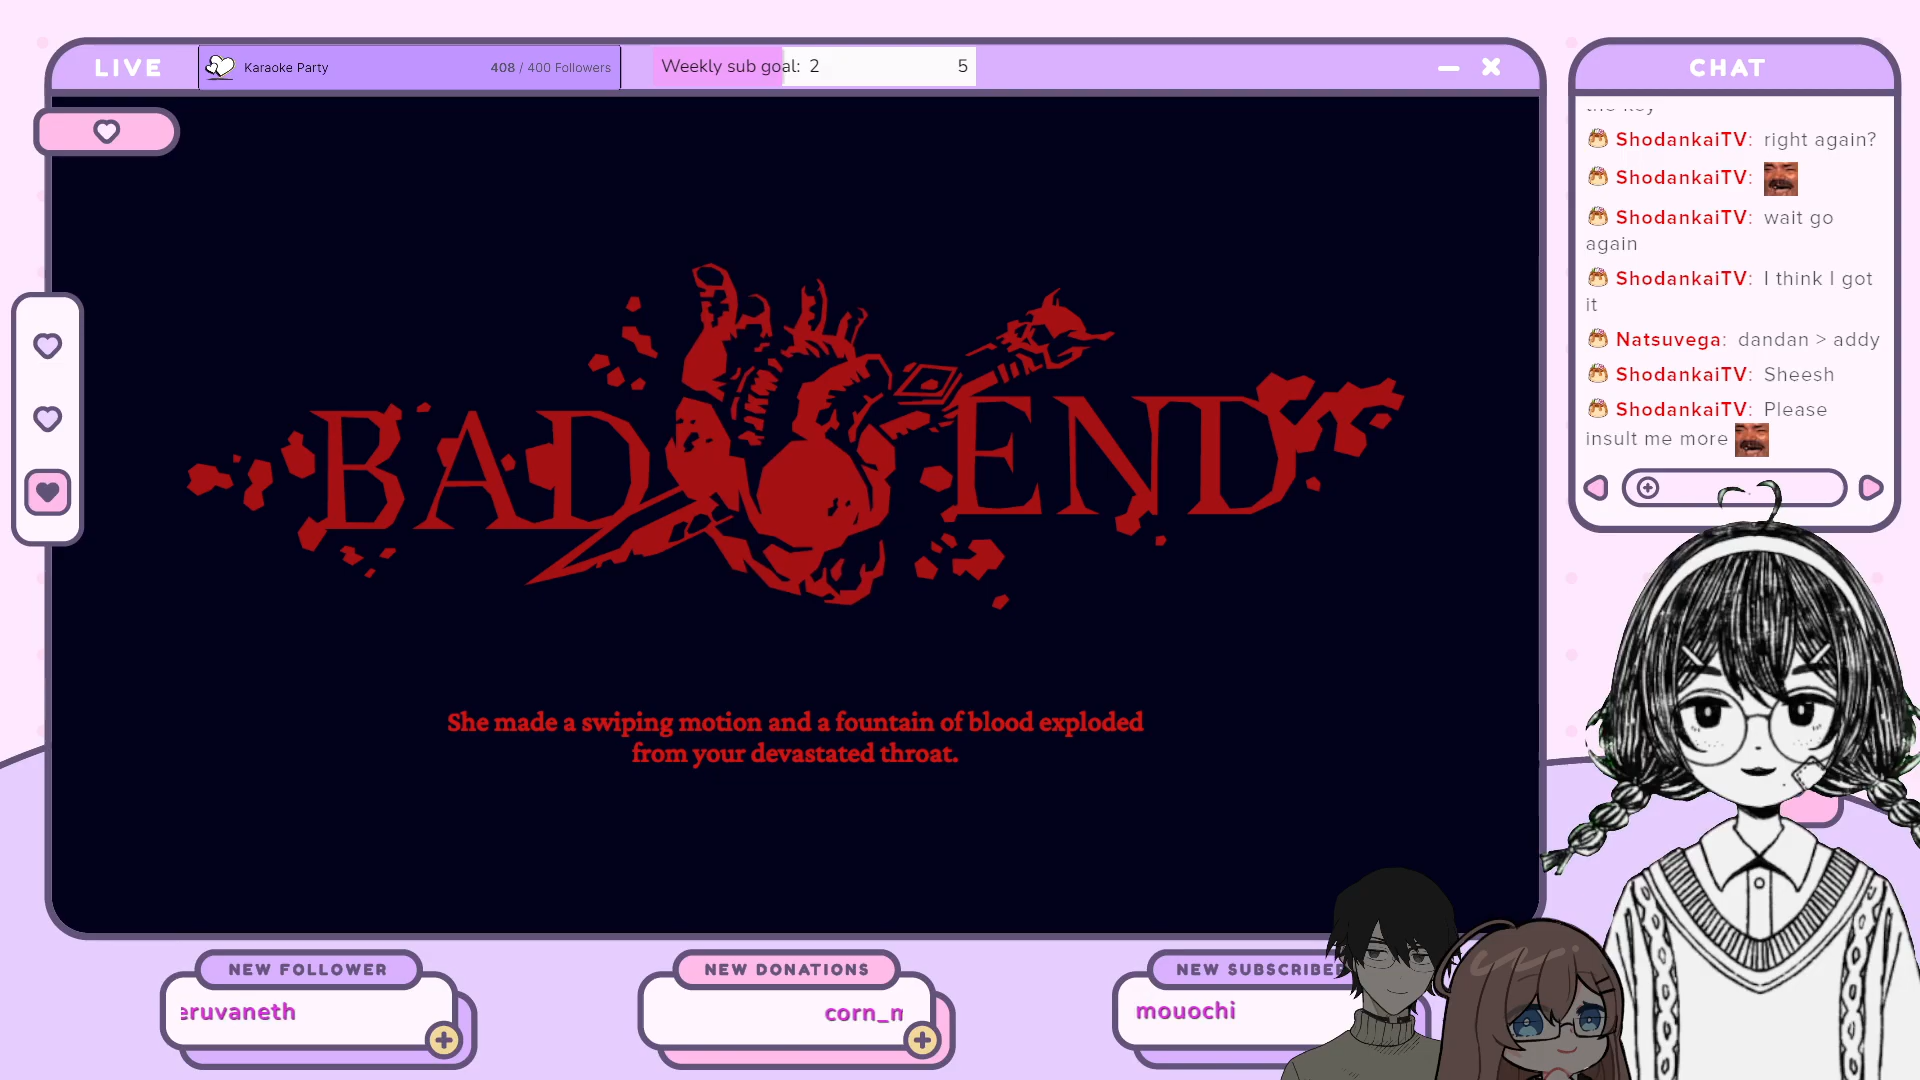 LIVE
Karaoke Party
408 / 400 Followers
Weekly sub goal: 2
5
BAD END
She made a swiping motion and a fountain of blood exploded
from your devastated throat.
CHAT
ShodankaiTV: right again?
ShodankaiTV:
ShodankaiTV: wait go
again
ShodankaiTV: I think I got
it
Natsuvega: dandan > addy
ShodankaiTV: Sheesh
ShodankaiTV: Please
insult me more
NEW FOLLOWER
eruvaneth
NEW DONATIONS
corn_
NEW SUBSCRIBER
mouochi